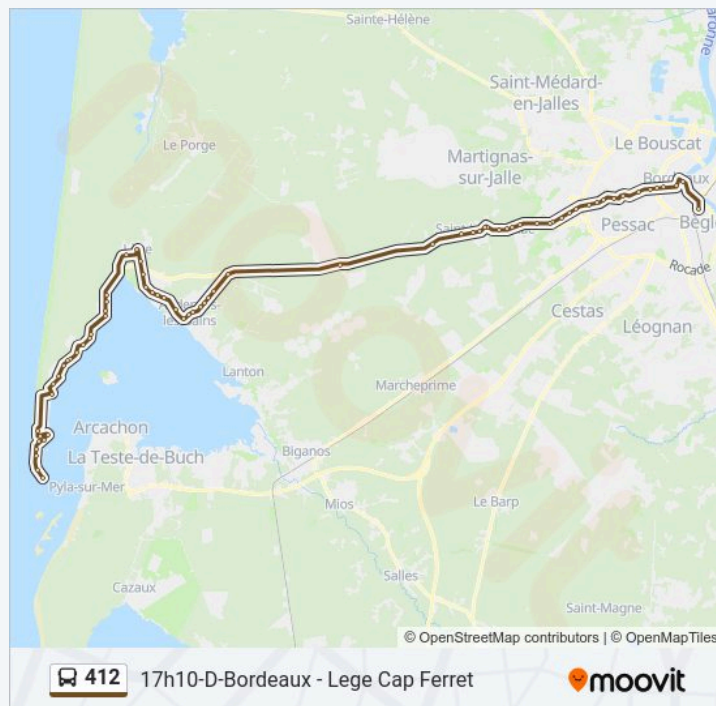 Sainte-Hélène
aronne
Saint-Médard-
en-Jalles
Le Porge
Le Bouscat
Martignas-
sur-Jalle
Bordeaux
Pessac
Bègle
Rocade
Cestas
Léognan
Lanton
Marcheprime
Arcachon
La Teste-de-Buch
Biganos
Pyla-sur-Mer
Mios
Le Barp
Salles
Cazaux
Saint-Magne
© OpenStreetMap contributors | © OpenMapTiles
412 17h10-D-Bordeaux - Lege Cap Ferret
moovit